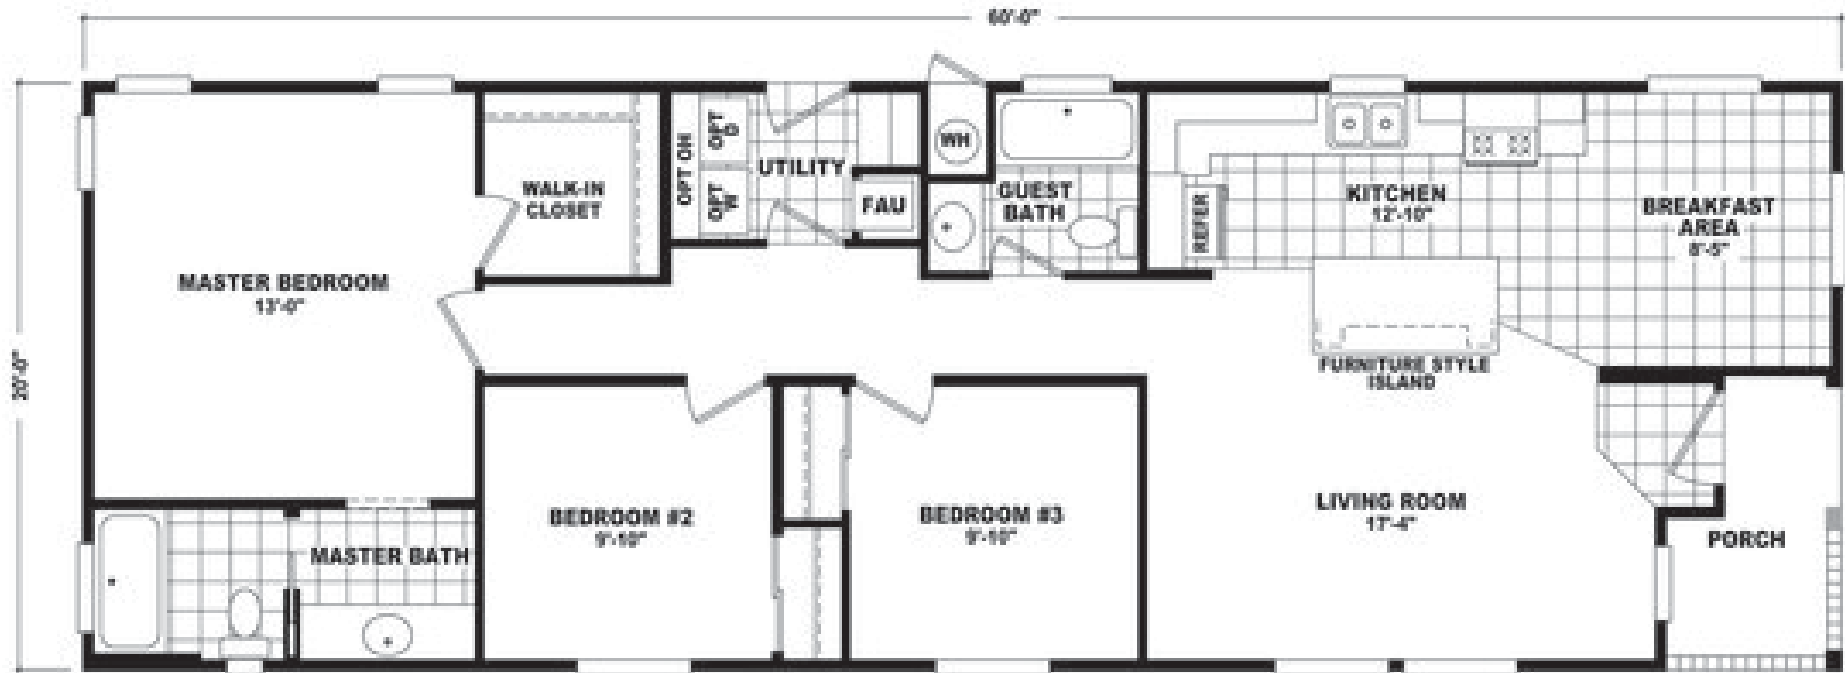 60'-0"
20'-0"
MASTER BEDROOM
13'-0"
WALK-IN
CLOSET
OPT OH
OPT
D
OPT
W
UTILITY
FAU
WH
GUEST
BATH
REFER
KITCHEN
12'-10"
BREAKFAST
AREA
8'-5"
FURNITURE STYLE
ISLAND
MASTER BATH
BEDROOM #2
9'-10"
BEDROOM #3
9'-10"
LIVING ROOM
17'-4"
PORCH